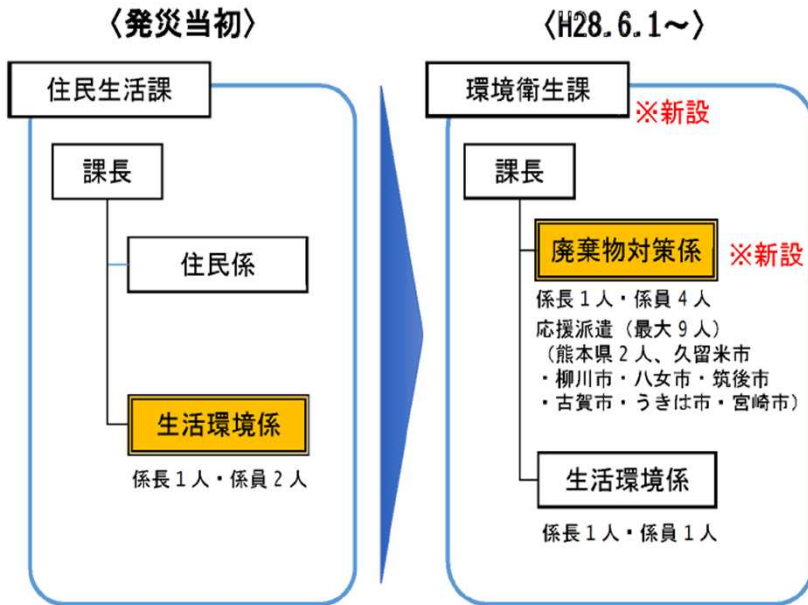 〈発災当初〉
住民生活課
課長
住民係
生活環境係
係長1人・係員2人
〈H28.6.1～〉
環境衛生課
※新設
課長
廃棄物対策係
※新設
係長1人・係員4人
応援派遣（最大9人）
（熊本県2人、久留米市
・柳川市・八女市・筑後市
・古賀市・うきは市・宮崎市）
生活環境係
係長1人・係員1人